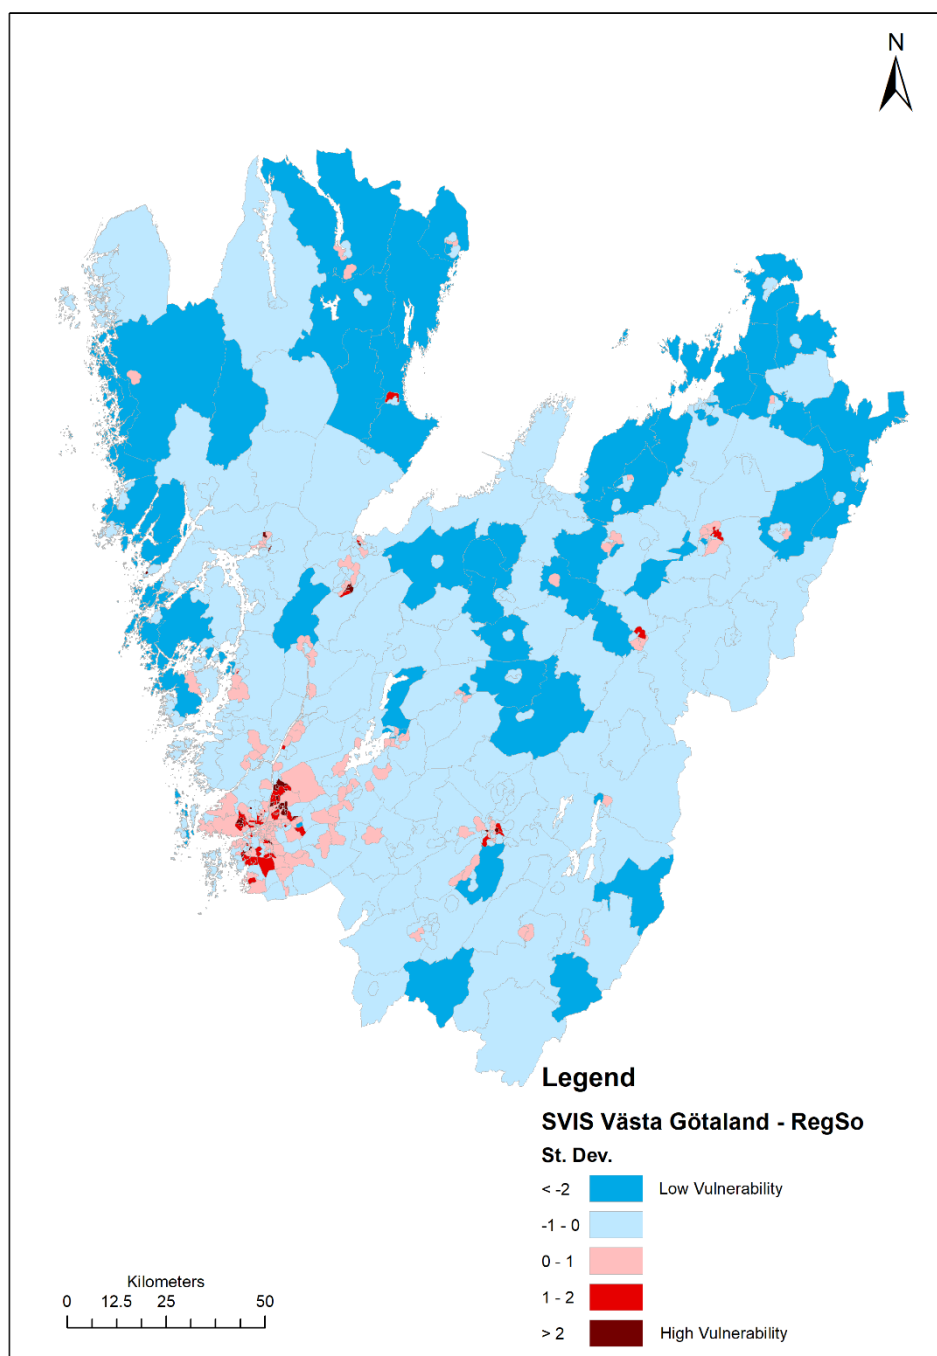 N
Legend
SVIS Västa Götaland - RegSo
St. Dev.
< -2 Low Vulnerability
-1 - 0
0 - 1
1 - 2
> 2 High Vulnerability
Kilometers
0 12.5 25 50